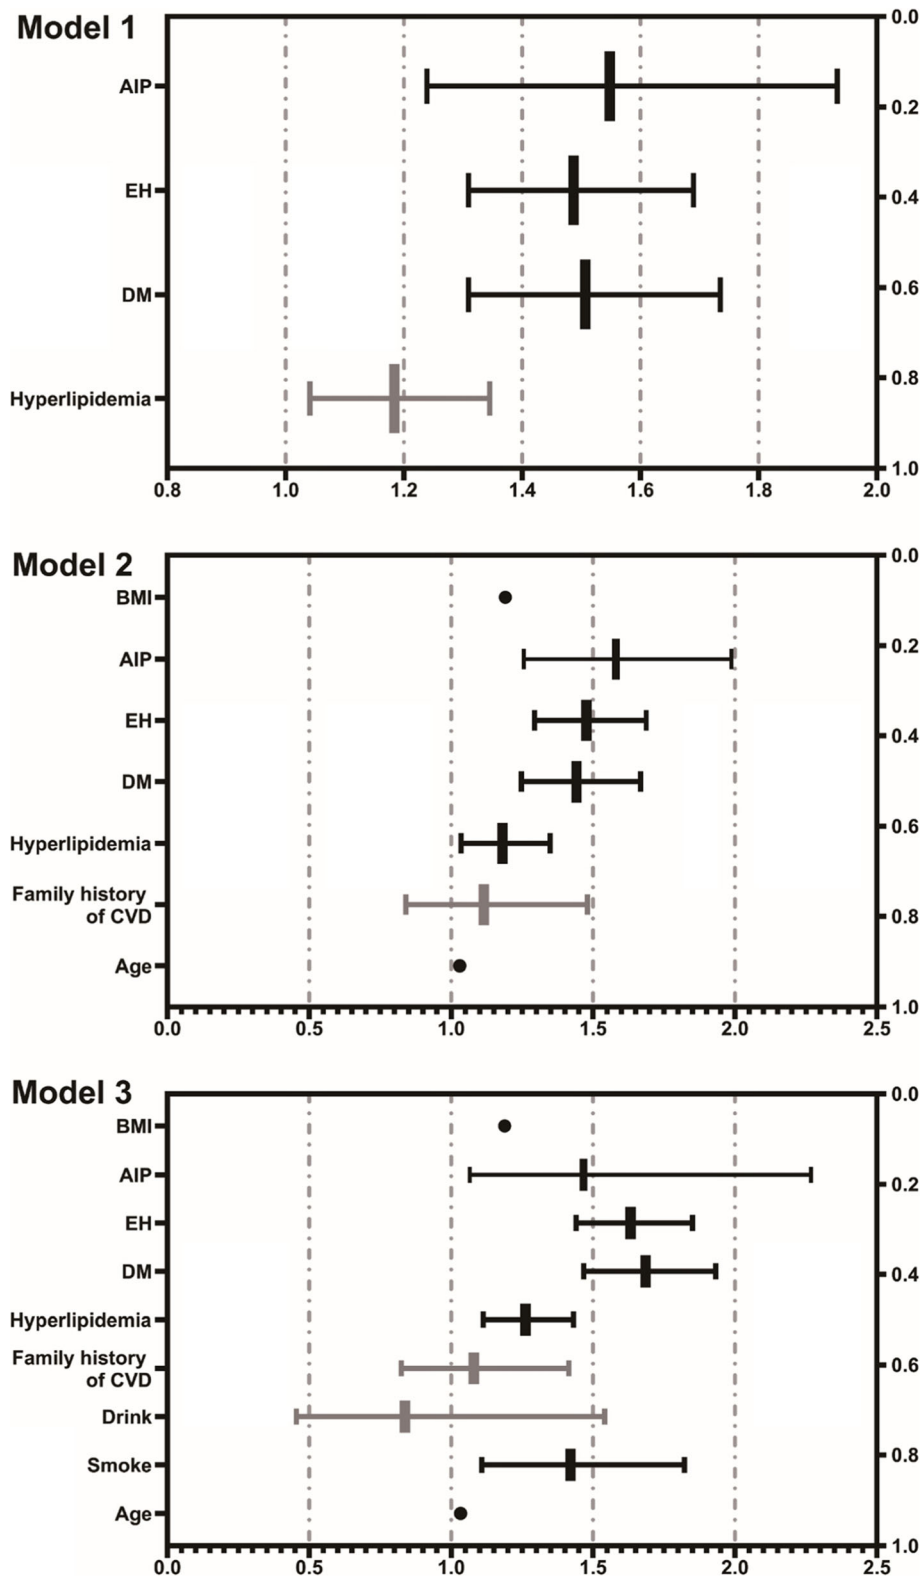 Model 1
0.0
AIP
0.2
EH
0.4
DM
0.6
0.8
Hyperlipidemia
1.0
0.8 1.0 1.2 1.4 1.6 1.8 2.0
Model 2
0.0
BMI
0.2
AIP
EH
0.4
DM
0.6
Hyperlipidemia
Family history
of CVD
0.8
Age
1.0
0.0 0.5 1.0 1.5 2.0 2.5
Model 3
0.0
BMI
AIP
0.2
EH
DM
0.4
Hyperlipidemia
Family history
0.6
of CVD
Drink
0.8
Smoke
Age
1.0
0.0 0.5 1.0 1.5 2.0 2.5